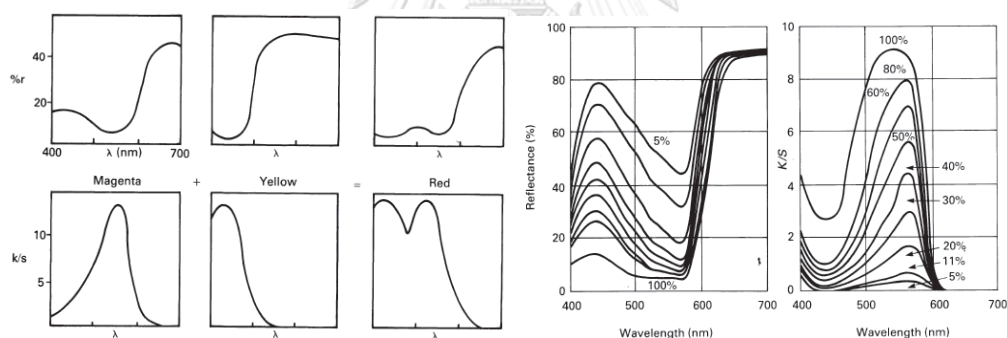 %r
40
20
400
λ (nm)
700
λ
λ
Magenta
+
Yellow
=
Red
k/s
10
5
λ
λ
λ
Reflectance (%)
100
80
60
40
20
0
5%
100%
400
500
600
700
Wavelength (nm)
K/S
10
8
6
4
2
0
100%
80%
60%
50%
40%
30%
20%
11%
5%
400
500
600
700
Wavelength (nm)